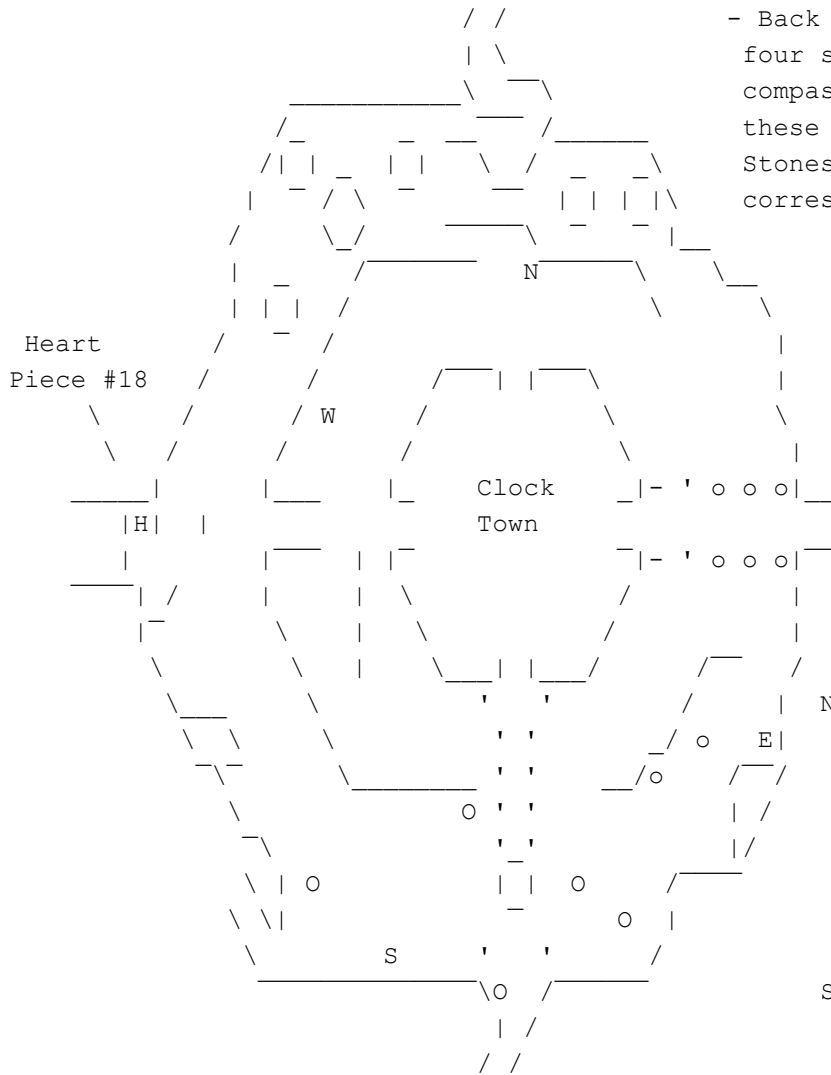 - Back
four s
compas
these
Stones
corres
N
Heart
Piece #18
W
Clock
Town
H
N
E
S
S